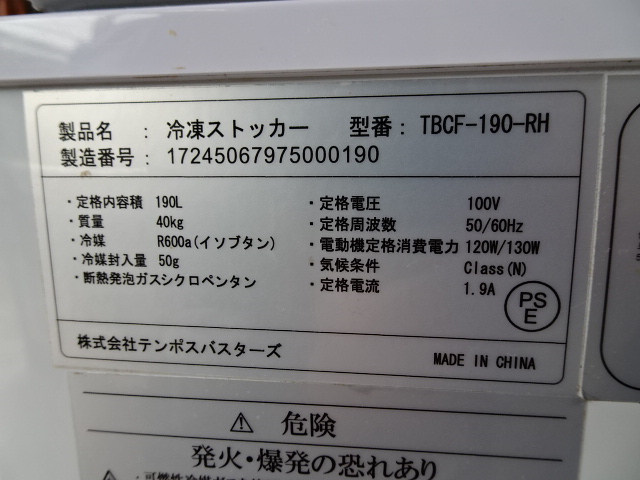 製品名 : 冷凍ストッカー 型番: TBCF-190-RH
製造番号: 17245067975000190
・定格内容積 190L ・定格電圧 100V
・質量 40kg ・定格周波数 50/60Hz
・冷媒 R600a(イソブタン) ・電動機定格消費電力 120W/130W
・冷媒封入量 50g ・気候条件 Class(N)
・断熱発泡ガスシクロペンタン ・定格電流 1.9A
PS
E
株式会社テンポスバスターズ MADE IN CHINA
⚠ 危険
発火・爆発の恐れあり